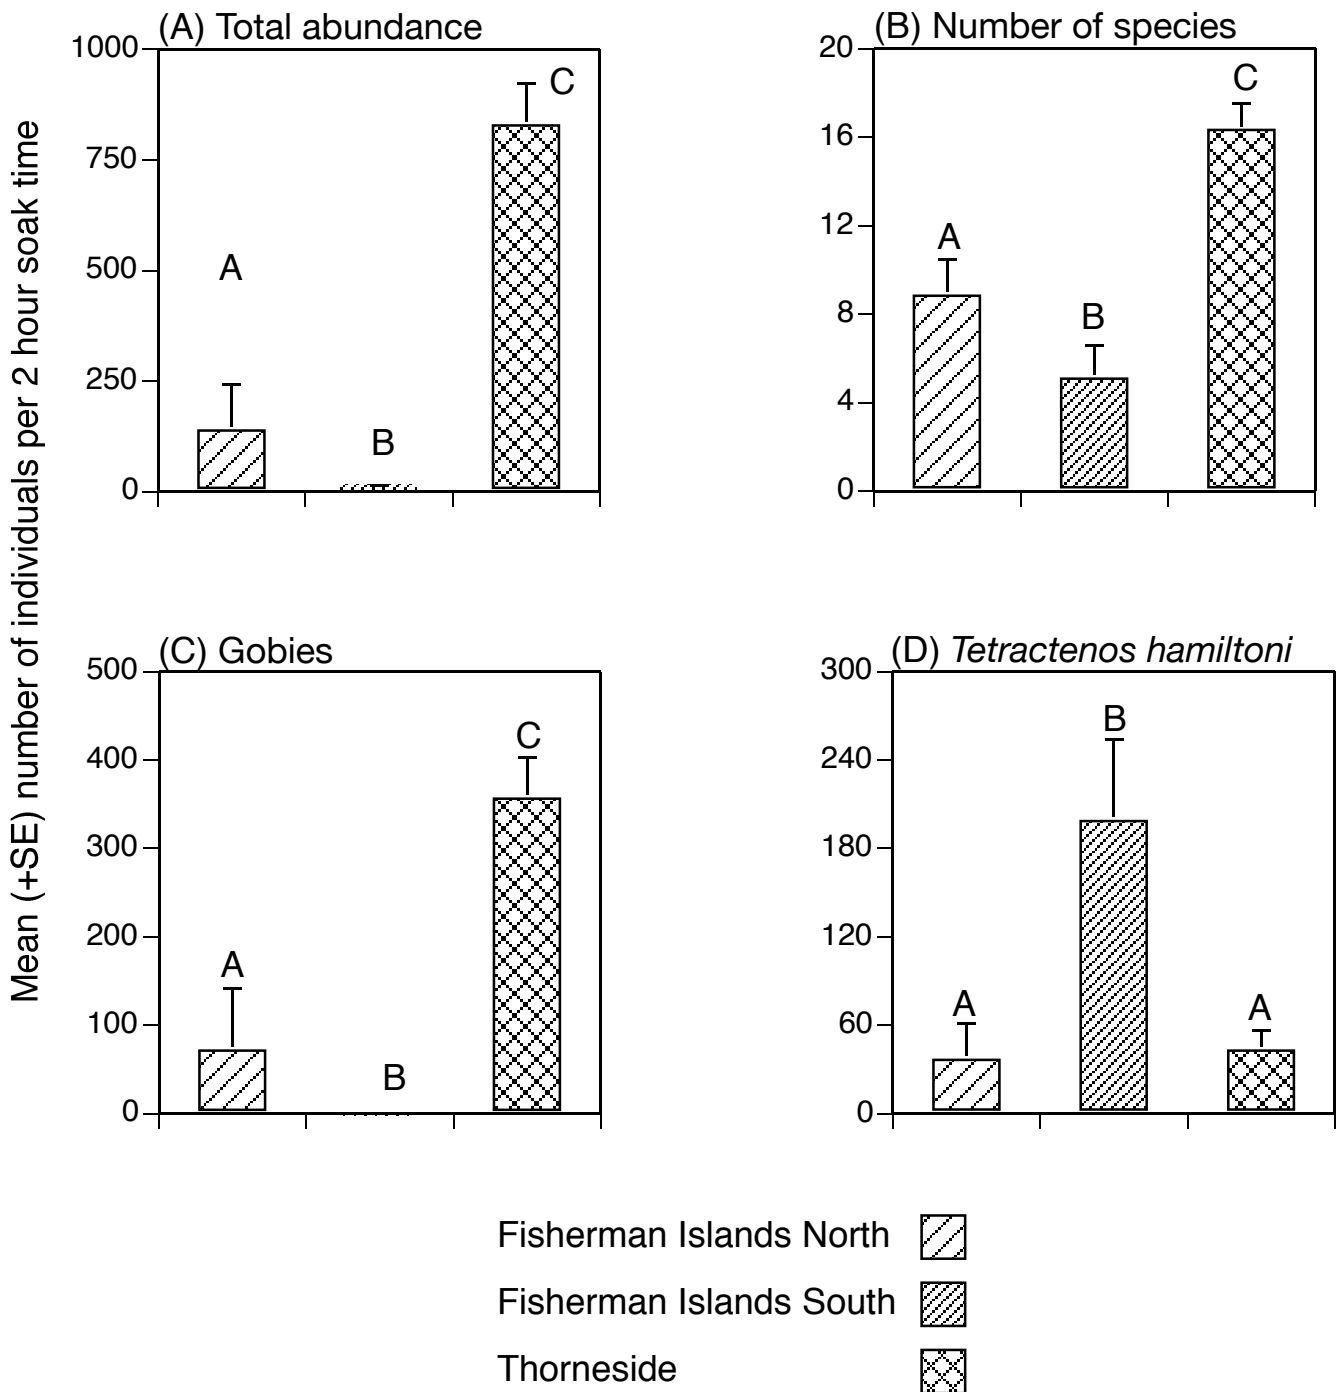 Mean (+SE) number of individuals per 2 hour soak time
(A) Total abundance
1000
750
500
250
0
A
B
C
(B) Number of species
20
16
12
8
4
0
A
B
C
(C) Gobies
500
400
300
200
100
0
A
B
C
(D) Tetractenos hamiltoni
300
240
180
120
60
0
A
B
A
Fisherman Islands North
Fisherman Islands South
Thorneside